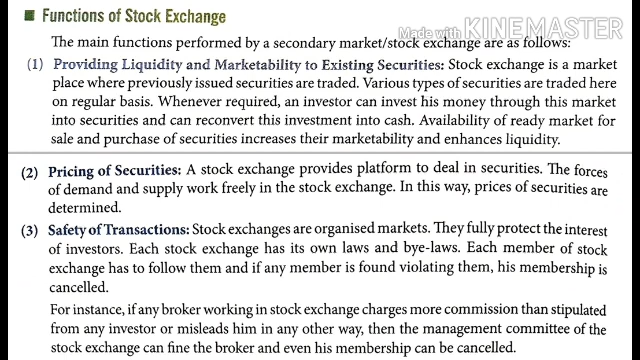 ■ Functions of Stock Exchange
Made with KINEMASTER
The main functions performed by a secondary market/stock exchange are as follows:
(1) Providing Liquidity and Marketability to Existing Securities: Stock exchange is a market
place where previously issued securities are traded. Various types of securities are traded here
on regular basis. Whenever required, an investor can invest his money through this market
into securities and can reconvert this investment into cash. Availability of ready market for
sale and purchase of securities increases their marketability and enhances liquidity.
(2) Pricing of Securities: A stock exchange provides platform to deal in securities. The forces
of demand and supply work freely in the stock exchange. In this way, prices of securities are
determined.
(3) Safety of Transactions: Stock exchanges are organised markets. They fully protect the interest
of investors. Each stock exchange has its own laws and bye-laws. Each member of stock
exchange has to follow them and if any member is found violating them, his membership is
cancelled.
For instance, if any broker working in stock exchange charges more commission than stipulated
from any investor or misleads him in any other way, then the management committee of the
stock exchange can fine the broker and even his membership can be cancelled.